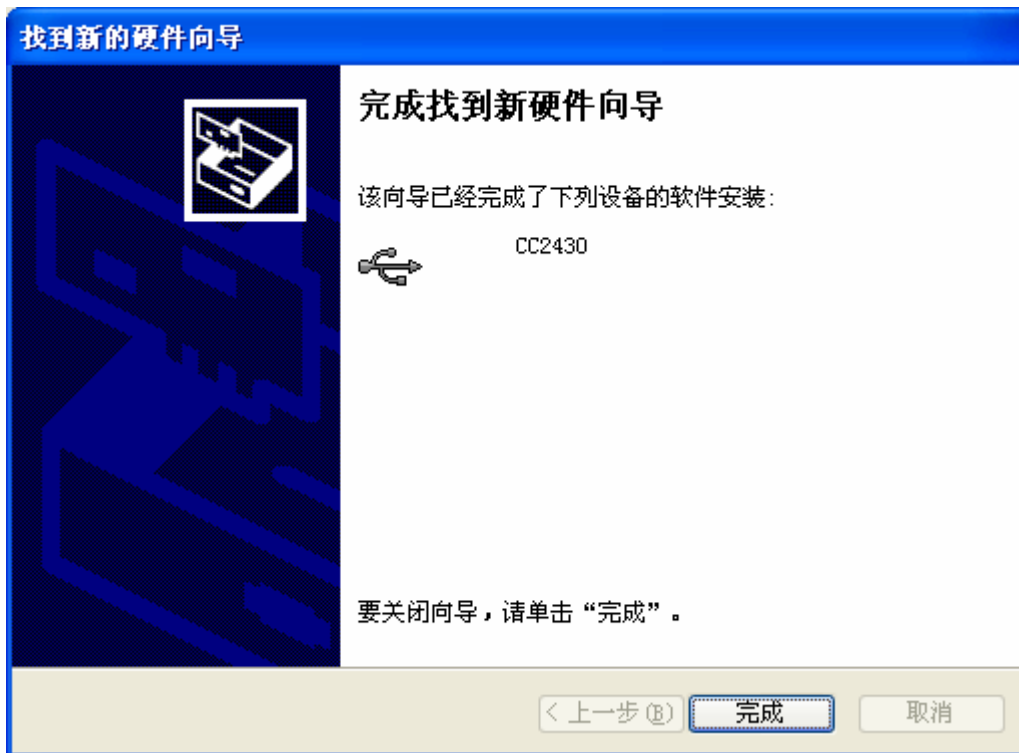 找到新的硬件向导
完成找到新硬件向导
该向导已经完成了下列设备的软件安装:
CC2430
要关闭向导，请单击“完成”。
< 上一步(B)
完成
取消